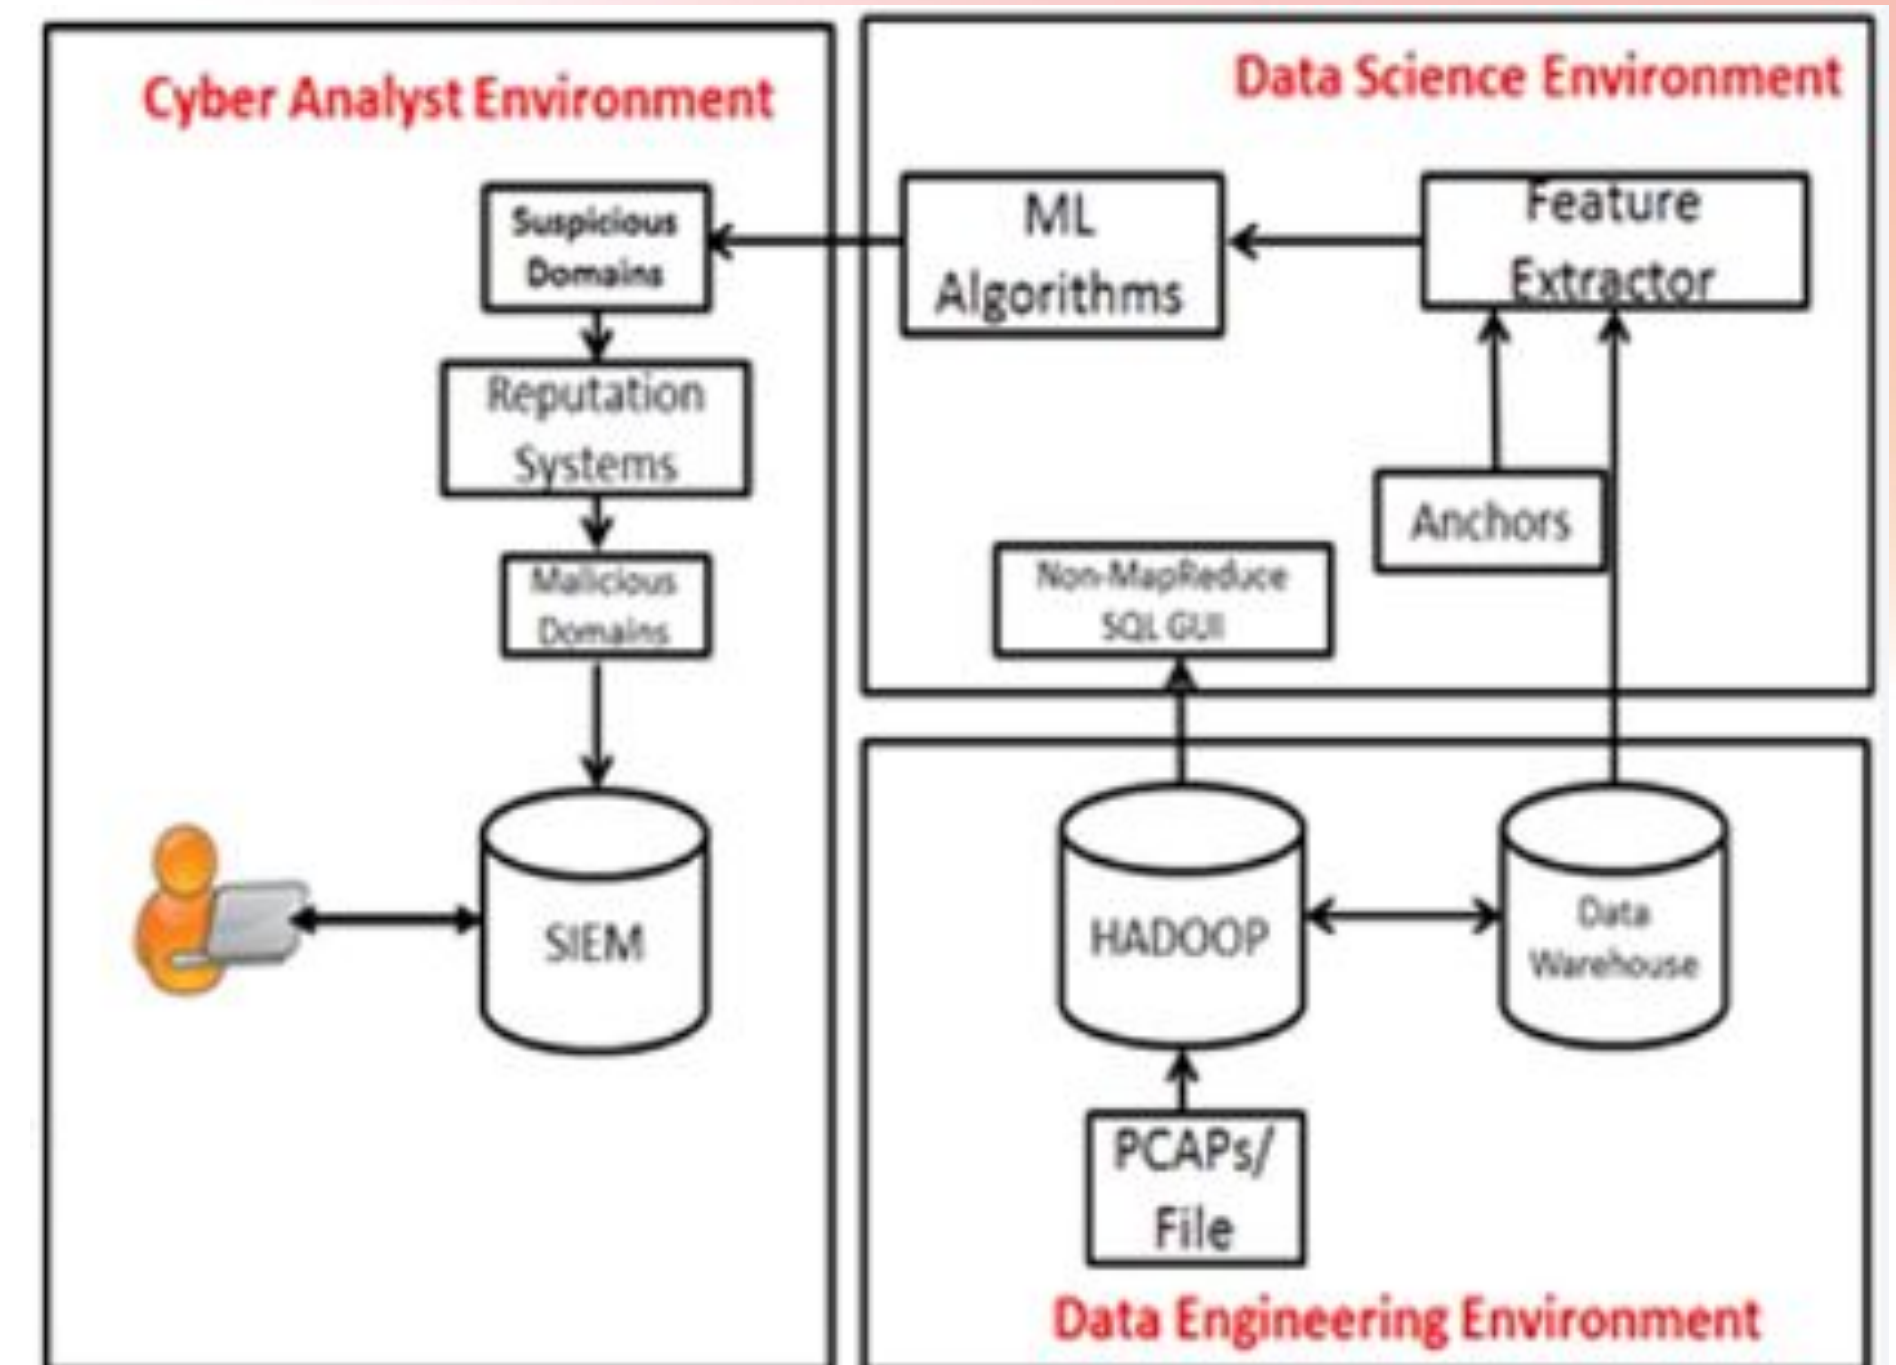 Cyber Analyst Environment
Suspicious
Domains
Reputation
Systems
Malicious
Domains
SIEM
Data Science Environment
ML
Algorithms
Feature
Extractor
Anchors
Non-MapReduce
SQL GUI
HADOOP
Data
Warehouse
PCAPs/
File
Data Engineering Environment